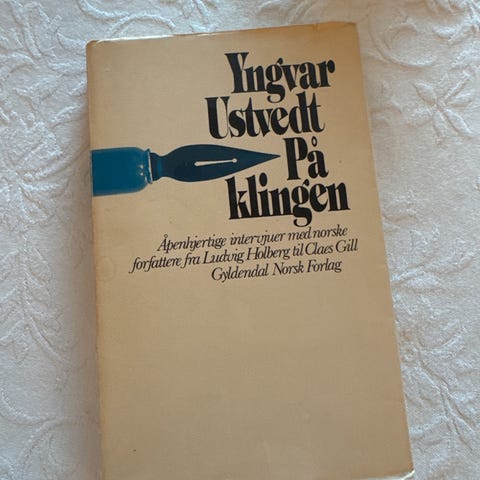 Yngvar
Ustvedt
På
klingen
Åpenhjertige intervjuer med norske
forfattere fra Ludvig Holberg til Claes Gill
Gyldendal Norsk Forlag